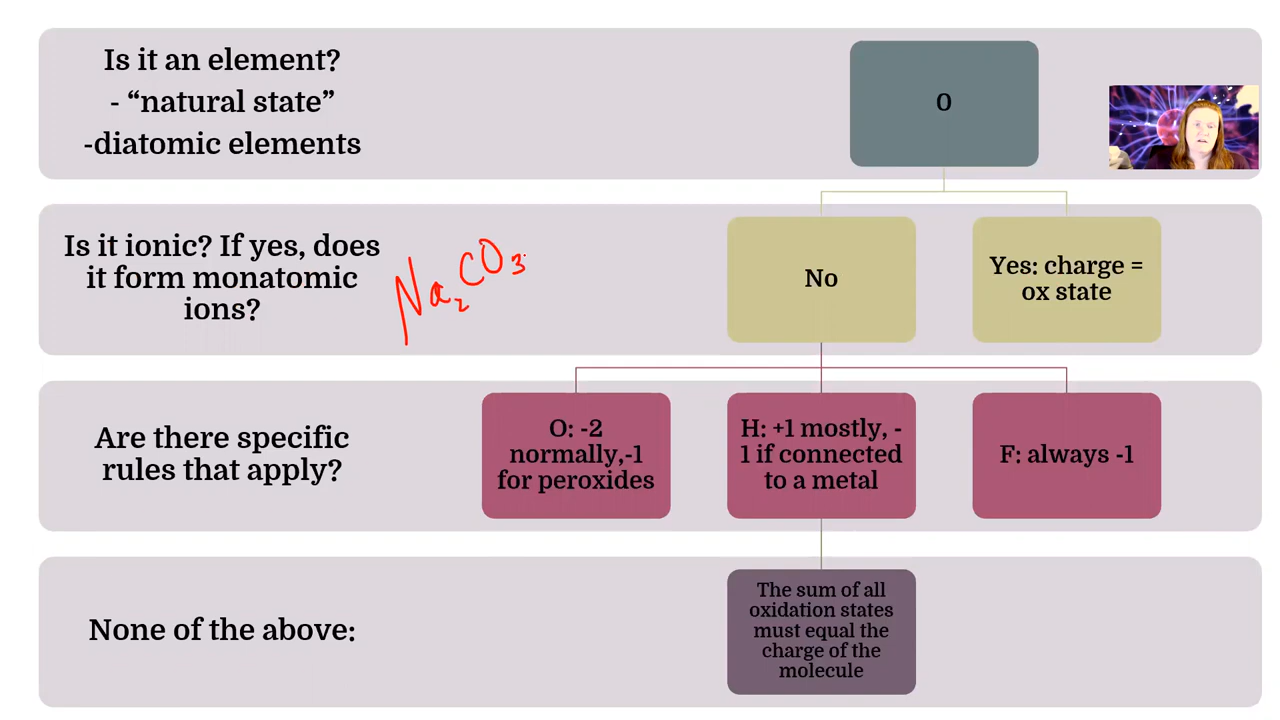 Is it an element?
- “natural state”
-diatomic elements
0
Is it ionic? If yes, does
it form monatomic
ions?
Na₂CO₃
No
Yes: charge =
ox state
Are there specific
rules that apply?
O: -2
normally,-1
for peroxides
H: +1 mostly, -
1 if connected
to a metal
F: always -1
None of the above:
The sum of all
oxidation states
must equal the
charge of the
molecule